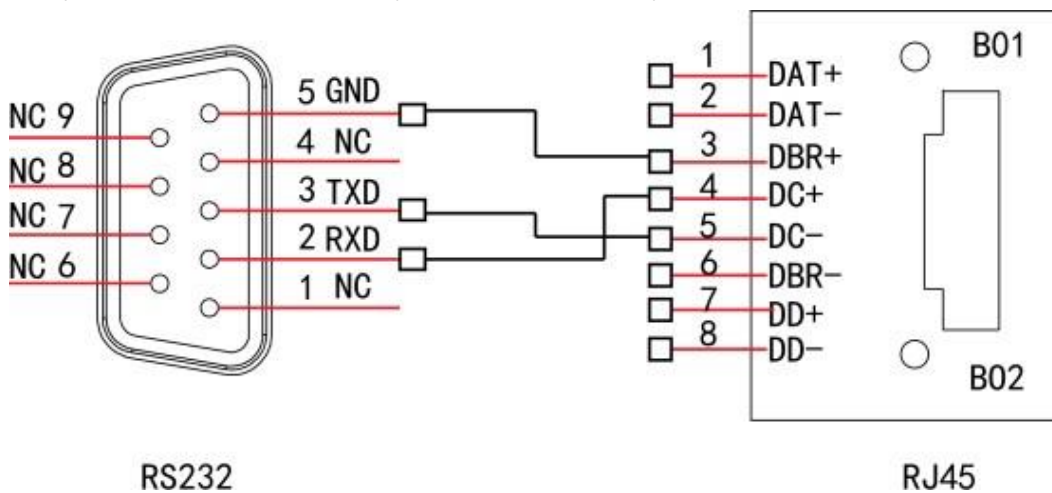 NC 9
NC 8
NC 7
NC 6
5 GND
4 NC
3 TXD
2 RXD
1 NC
RS232
1 DAT+
2 DAT-
3 DBR+
4 DC+
5 DC-
6 DBR-
7 DD+
8 DD-
B01
B02
RJ45